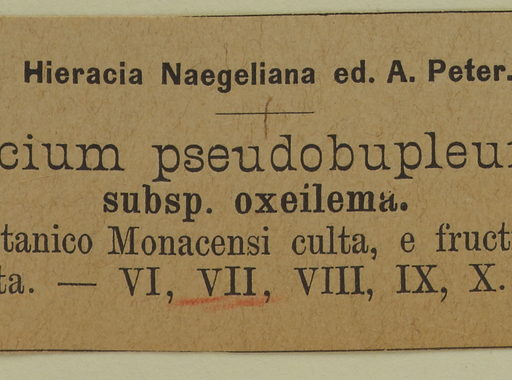 Hieracia Naegeliana ed. A. Peter.
cium pseudobupleu
subsp. oxeilema.
tanico Monacensi culta, e fruct
ta. — VI, VII, VIII, IX, X.